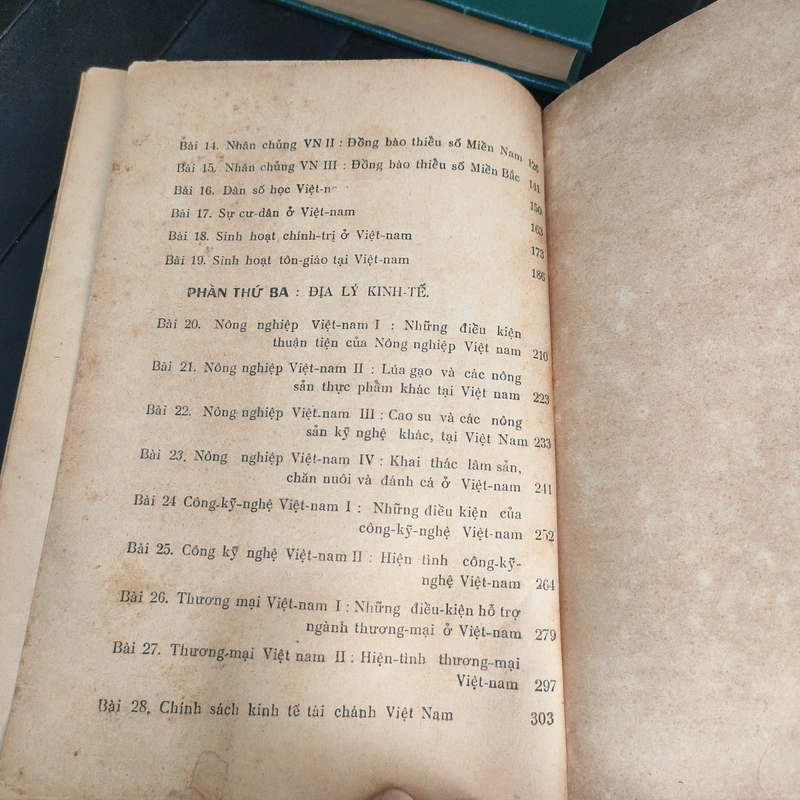 Bài 14. Nhân chủng VN II : Đồng bào thiểu số Miền Nam 126
Bài 15. Nhân chủng VN III : Đồng bào thiểu số Miền Bắc 141
Bài 16. Dân số học Việt-n 150
Bài 17. Sự cư-dân ở Việt-nam 163
Bài 18. Sinh hoạt chính-trị ở Việt-nam 173
Bài 19. Sinh hoạt tôn-giáo tại Việt-nam 186
PHẦN THỨ BA : ĐỊA LÝ KINH-TẾ.
Bài 20. Nông nghiệp Việt-nam I : Những điều kiện
thuận tiện của Nông nghiệp Việt nam 210
Bài 21. Nông nghiệp Việt-nam II : Lúa gạo và các nông
sản thực phẩm khác tại Việt nam 223
Bài 22. Nông nghiệp Việt-nam III : Cao su và các nông
sản kỹ nghệ khác, tại Việt Nam 233
Bài 23. Nông nghiệp Việt-nam IV : Khai thác lâm sản,
chăn nuôi và đánh cá ở Việt-nam 241
Bài 24 Công-kỹ-nghệ Việt-nam I : Những điều kiện của
công-kỹ-nghệ Việt-nam 252
Bài 25. Công kỹ nghệ Việt-nam II : Hiện tình công-kỹ-
nghệ Việt-nam 264
Bài 26. Thương mại Việt-nam I : Những điều-kiện hỗ trợ
ngành thương-mại ở Việt-nam 279
Bài 27. Thương-mại Việt nam II : Hiện-tình thương-mại
Việt-nam 297
Bài 28, Chính sách kinh tế tài chánh Việt Nam 303